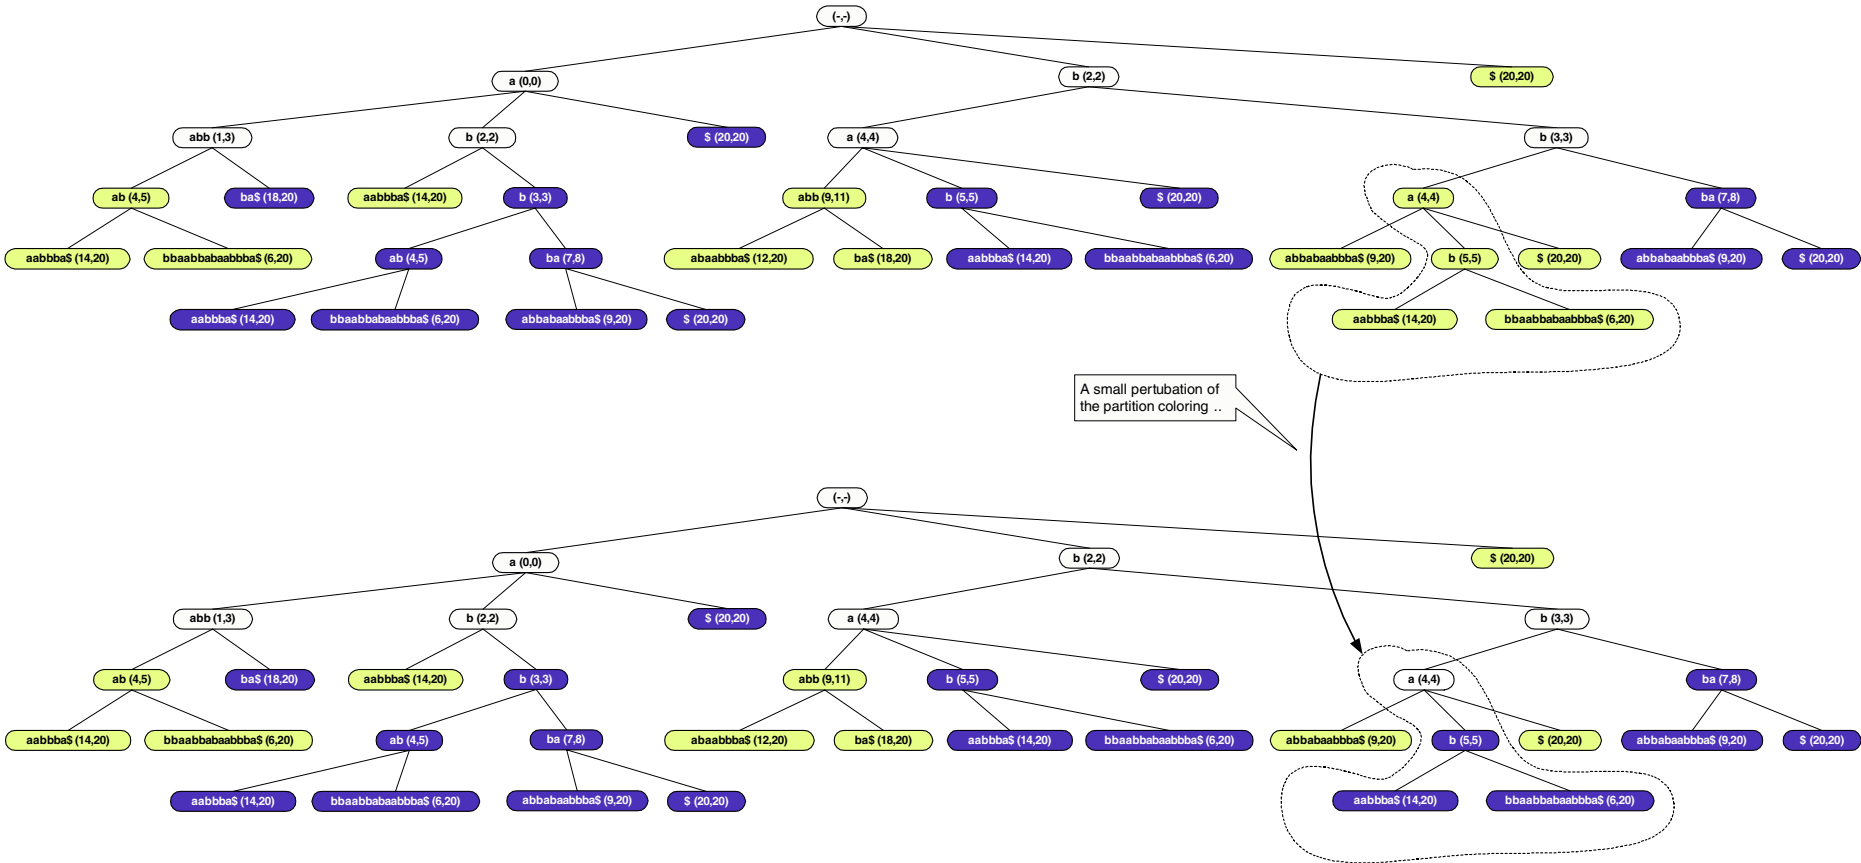 (-,-)
a (0,0)
b (2,2)
$ (20,20)
abb (1,3)
b (2,2)
$ (20,20)
a (4,4)
b (3,3)
ab (4,5)
ba$ (18,20)
aabbba$ (14,20)
b (3,3)
abb (9,11)
b (5,5)
$ (20,20)
a (4,4)
ba (7,8)
aabbba$ (14,20)
bbaabbabaabbba$ (6,20)
ab (4,5)
ba (7,8)
abaabbba$ (12,20)
ba$ (18,20)
aabbba$ (14,20)
bbaabbabaabbba$ (6,20)
abbabaabbba$ (9,20)
b (5,5)
$ (20,20)
abbabaabbba$ (9,20)
$ (20,20)
aabbba$ (14,20)
bbaabbabaabbba$ (6,20)
abbabaabbba$ (9,20)
$ (20,20)
aabbba$ (14,20)
bbaabbabaabbba$ (6,20)
A small pertubation of
the partition coloring ..
(-,-)
a (0,0)
b (2,2)
$ (20,20)
abb (1,3)
b (2,2)
$ (20,20)
a (4,4)
b (3,3)
ab (4,5)
ba$ (18,20)
aabbba$ (14,20)
b (3,3)
abb (9,11)
b (5,5)
$ (20,20)
a (4,4)
ba (7,8)
aabbba$ (14,20)
bbaabbabaabbba$ (6,20)
ab (4,5)
ba (7,8)
abaabbba$ (12,20)
ba$ (18,20)
aabbba$ (14,20)
bbaabbabaabbba$ (6,20)
abbabaabbba$ (9,20)
b (5,5)
$ (20,20)
abbabaabbba$ (9,20)
$ (20,20)
aabbba$ (14,20)
bbaabbabaabbba$ (6,20)
abbabaabbba$ (9,20)
$ (20,20)
aabbba$ (14,20)
bbaabbabaabbba$ (6,20)